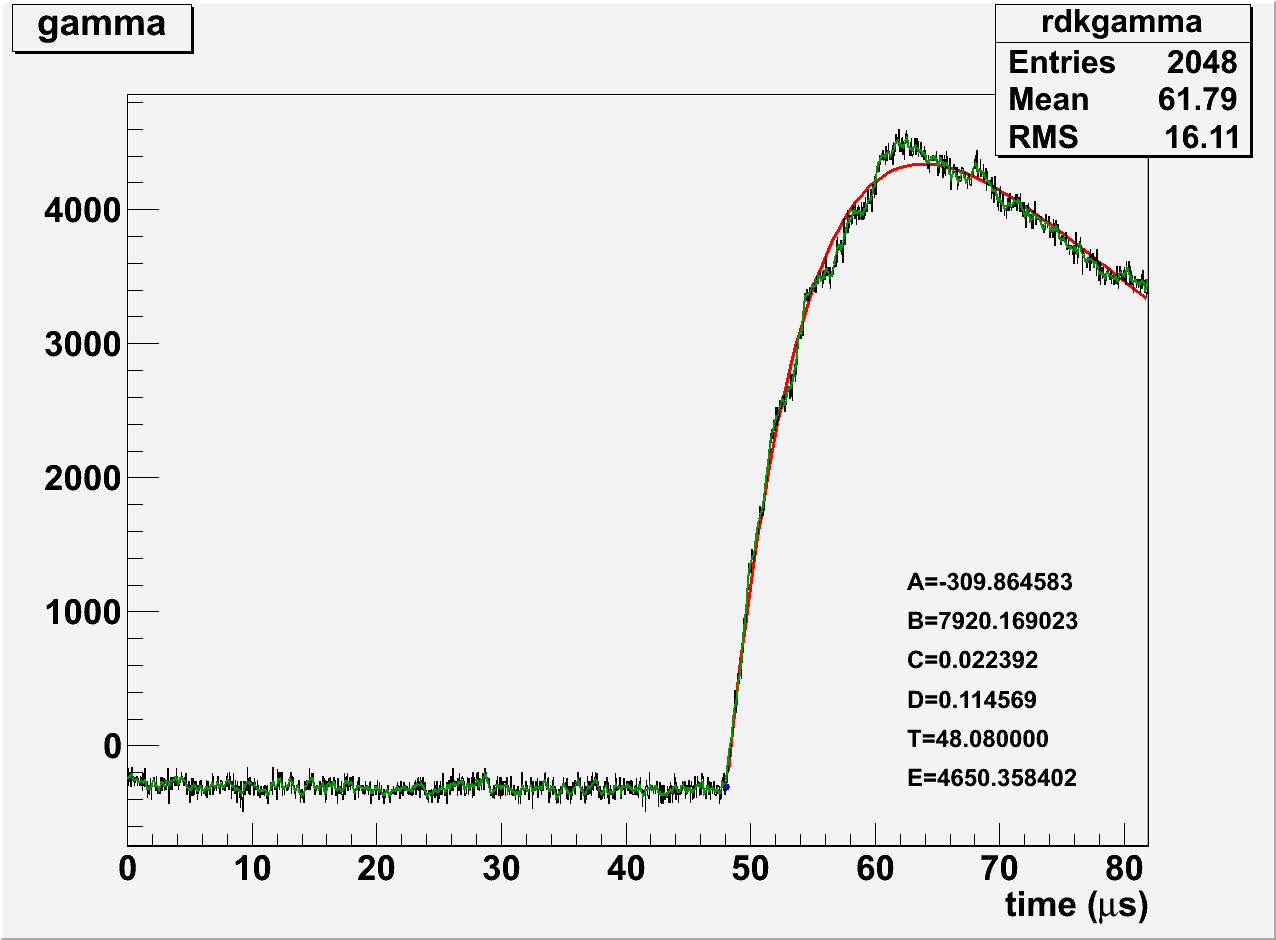 gamma
rdkgamma
Entries 2048
Mean 61.79
RMS 16.11
4000
3000
2000
1000
0
A=-309.864583
B=7920.169023
C=0.022392
D=0.114569
T=48.080000
E=4650.358402
0 10 20 30 40 50 60 70 80
time (μs)